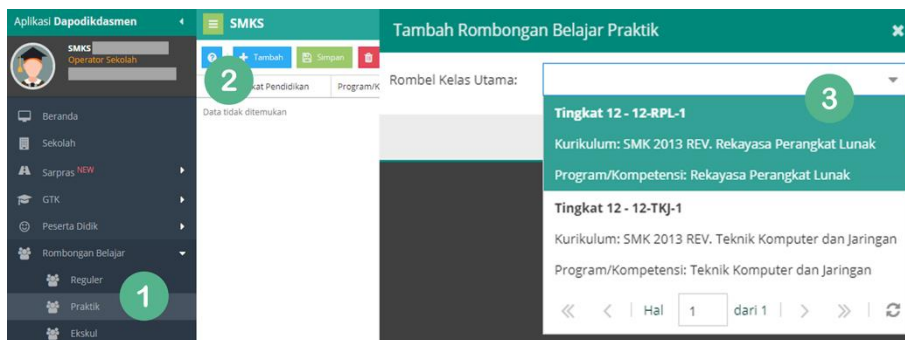 Aplikasi Dapodikdasmen
SMKS
Operator Sekolah
Beranda
Sekolah
Sarpras NEW
GTK
Peserta Didik
Rombongan Belajar
Reguler
Praktik
1
Ekskul
SMKS
Tambah
Simpan
2
kat Pendidikan
Program/K
Data tidak ditemukan
Tambah Rombongan Belajar Praktik
Rombel Kelas Utama:
3
Tingkat 12 - 12-RPL-1
Kurikulum: SMK 2013 REV. Rekayasa Perangkat Lunak
Program/Kompetensi: Rekayasa Perangkat Lunak
Tingkat 12 - 12-TKJ-1
Kurikulum: SMK 2013 REV. Teknik Komputer dan Jaringan
Program/Kompetensi: Teknik Komputer dan Jaringan
Hal 1 dari 1